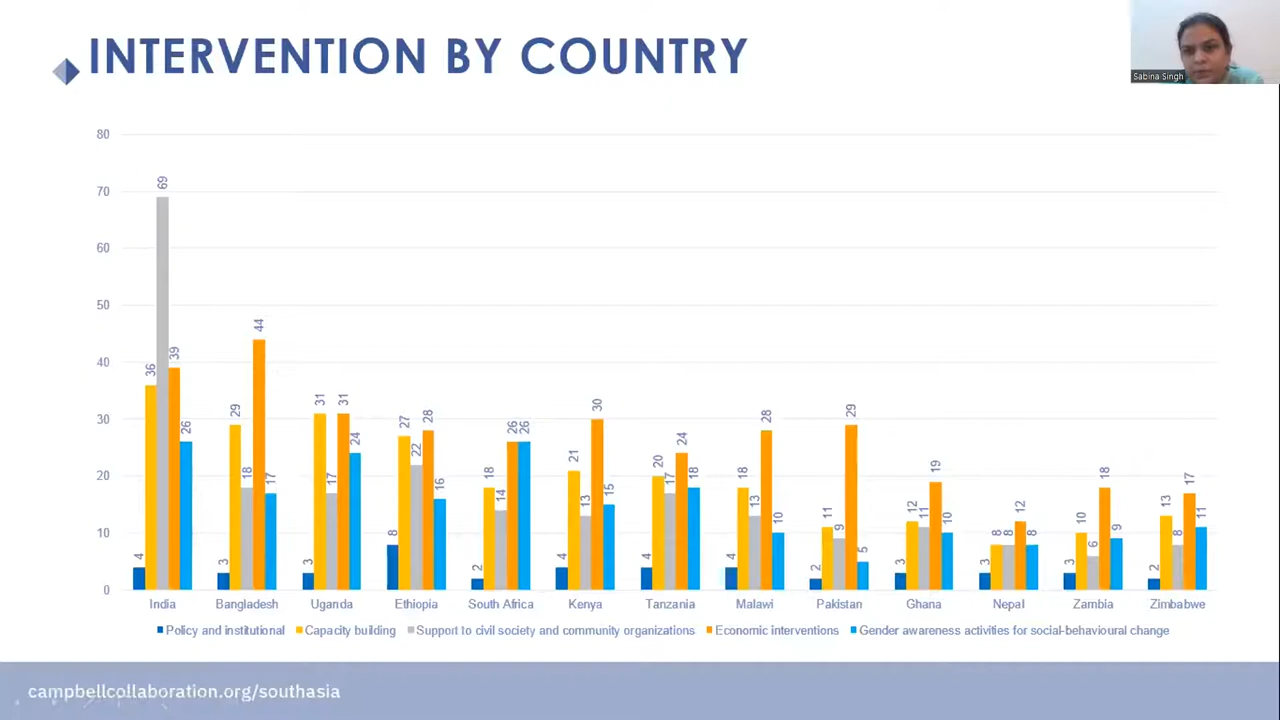 INTERVENTION BY COUNTRY
Sabina Singh
80
70
60
50
40
30
20
10
0
4 36 69 39 26
3 29 18 44 17
3 31 17 31 24
8 27 22 28 16
2 18 14 26 26
4 21 13 30 15
4 20 17 24 18
4 18 13 28 10
2 11 9 29 5
3 12 11 19 10
3 8 8 12 8
3 10 6 18 9
2 13 8 17 11
India Bangladesh Uganda Ethiopia South Africa Kenya Tanzania Malawi Pakistan Ghana Nepal Zambia Zimbabwe
Policy and institutional Capacity building Support to civil society and community organizations Economic interventions Gender awareness activities for social-behavioural change
campbellcollaboration.org/southasia